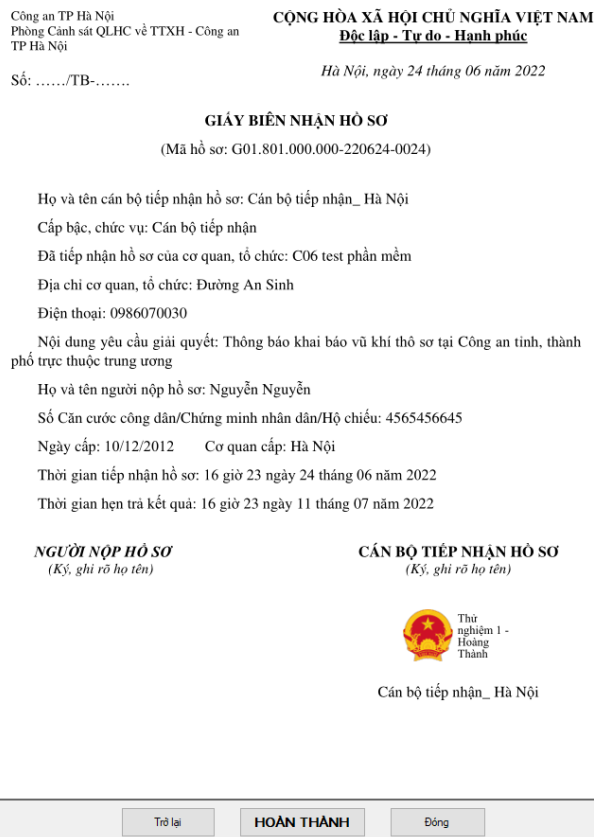 Công an TP Hà Nội
Phòng Cảnh sát QLHC về TTXH - Công an
TP Hà Nội
Số: ....../TB-.......
CỘNG HÒA XÃ HỘI CHỦ NGHĨA VIỆT NAM
Độc lập - Tự do - Hạnh phúc
Hà Nội, ngày 24 tháng 06 năm 2022
GIẤY BIÊN NHẬN HỒ SƠ
(Mã hồ sơ: G01.801.000.000-220624-0024)
Họ và tên cán bộ tiếp nhận hồ sơ: Cán bộ tiếp nhận_ Hà Nội
Cấp bậc, chức vụ: Cán bộ tiếp nhận
Đã tiếp nhận hồ sơ của cơ quan, tổ chức: C06 test phần mềm
Địa chỉ cơ quan, tổ chức: Đường An Sinh
Điện thoại: 0986070030
Nội dung yêu cầu giải quyết: Thông báo khai báo vũ khí thô sơ tại Công an tỉnh, thành
phố trực thuộc trung ương
Họ và tên người nộp hồ sơ: Nguyễn Nguyễn
Số Căn cước công dân/Chứng minh nhân dân/Hộ chiếu: 4565456645
Ngày cấp: 10/12/2012 Cơ quan cấp: Hà Nội
Thời gian tiếp nhận hồ sơ: 16 giờ 23 ngày 24 tháng 06 năm 2022
Thời gian hẹn trả kết quả: 16 giờ 23 ngày 11 tháng 07 năm 2022
NGƯỜI NỘP HỒ SƠ
(Ký, ghi rõ họ tên)
CÁN BỘ TIẾP NHẬN HỒ SƠ
(Ký, ghi rõ họ tên)
Thử
nghiệm 1 -
Hoàng
Thành
Cán bộ tiếp nhận_ Hà Nội
Trở lại
HOÀN THÀNH
Đóng